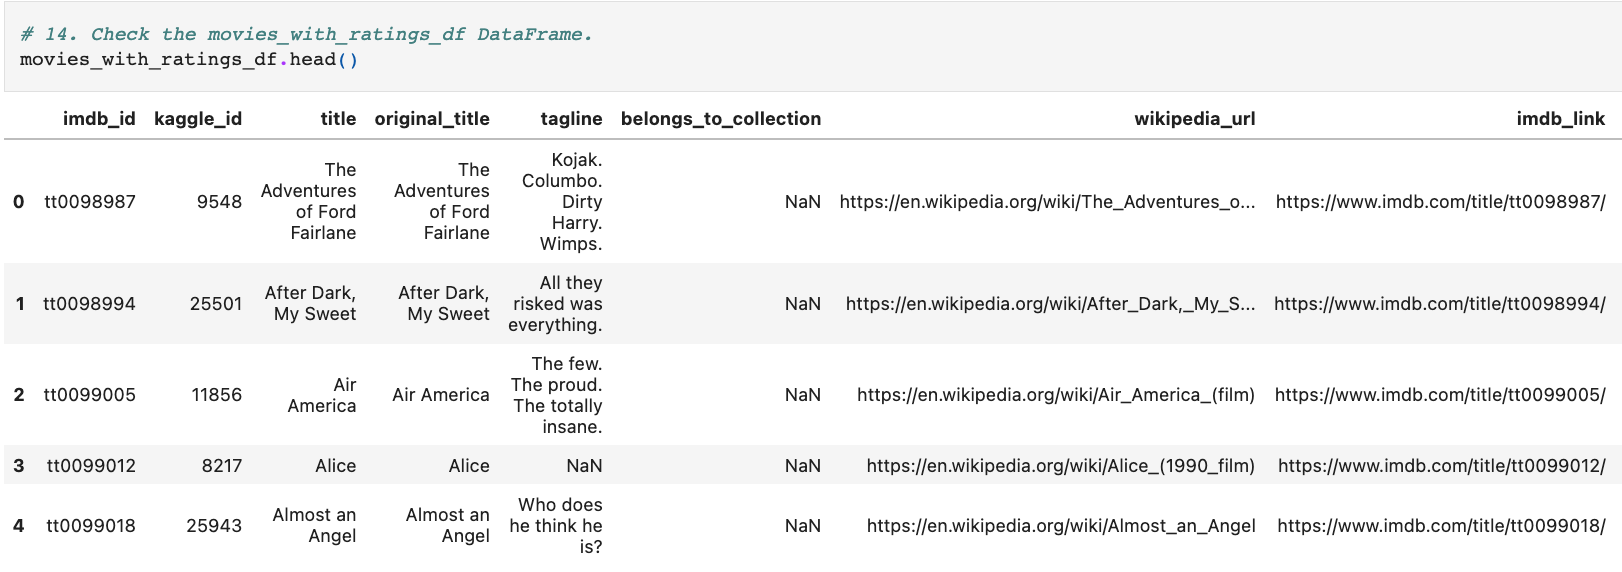 # 14. Check the movies_with_ratings_df DataFrame.
movies_with_ratings_df.head()
imdb_id kaggle_id title original_title tagline belongs_to_collection wikipedia_url imdb_link
0 tt0098987 9548 The Adventures of Ford Fairlane The Adventures of Ford Fairlane Kojak. Columbo. Dirty Harry. Wimps. NaN https://en.wikipedia.org/wiki/The_Adventures_o... https://www.imdb.com/title/tt0098987/
1 tt0098994 25501 After Dark, My Sweet After Dark, My Sweet All they risked was everything. NaN https://en.wikipedia.org/wiki/After_Dark,_My_S... https://www.imdb.com/title/tt0098994/
2 tt0099005 11856 Air America Air America The few. The proud. The totally insane. NaN https://en.wikipedia.org/wiki/Air_America_(film) https://www.imdb.com/title/tt0099005/
3 tt0099012 8217 Alice Alice NaN NaN https://en.wikipedia.org/wiki/Alice_(1990_film) https://www.imdb.com/title/tt0099012/
4 tt0099018 25943 Almost an Angel Almost an Angel Who does he think he is? NaN https://en.wikipedia.org/wiki/Almost_an_Angel https://www.imdb.com/title/tt0099018/